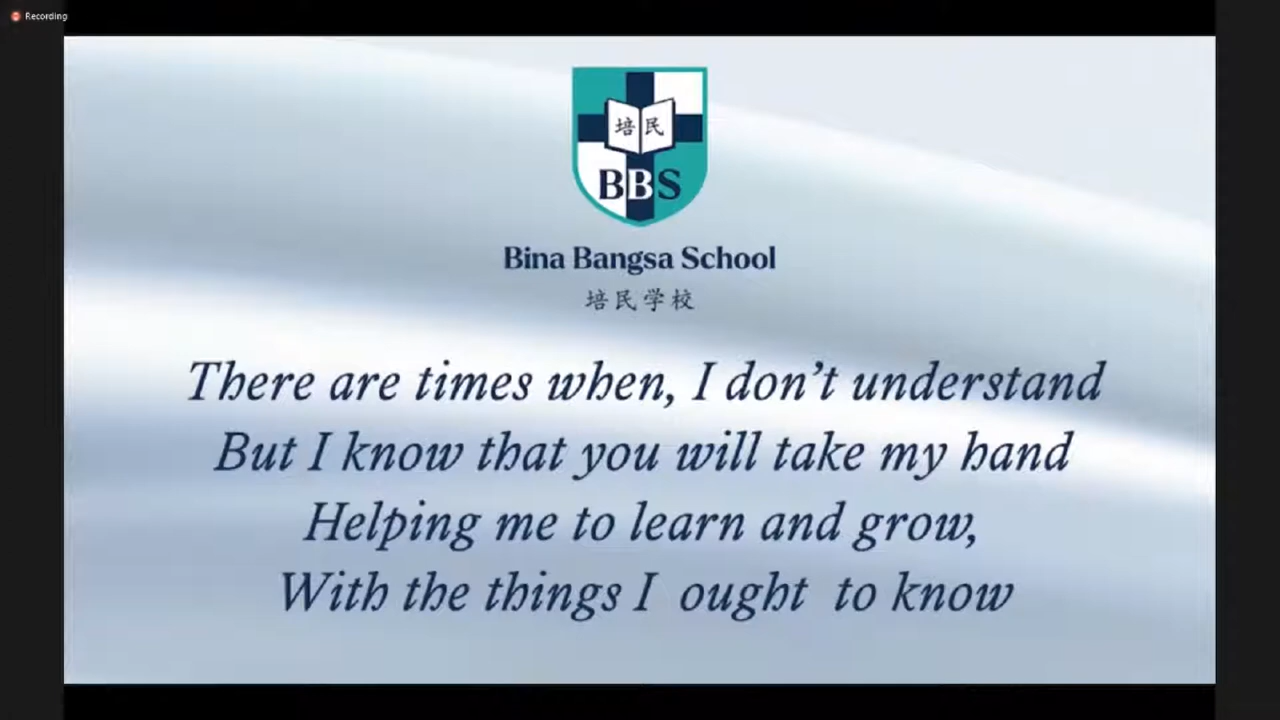 Recording
培民
BBS
Bina Bangsa School
培民学校
There are times when, I don't understand
But I know that you will take my hand
Helping me to learn and grow,
With the things I ought to know